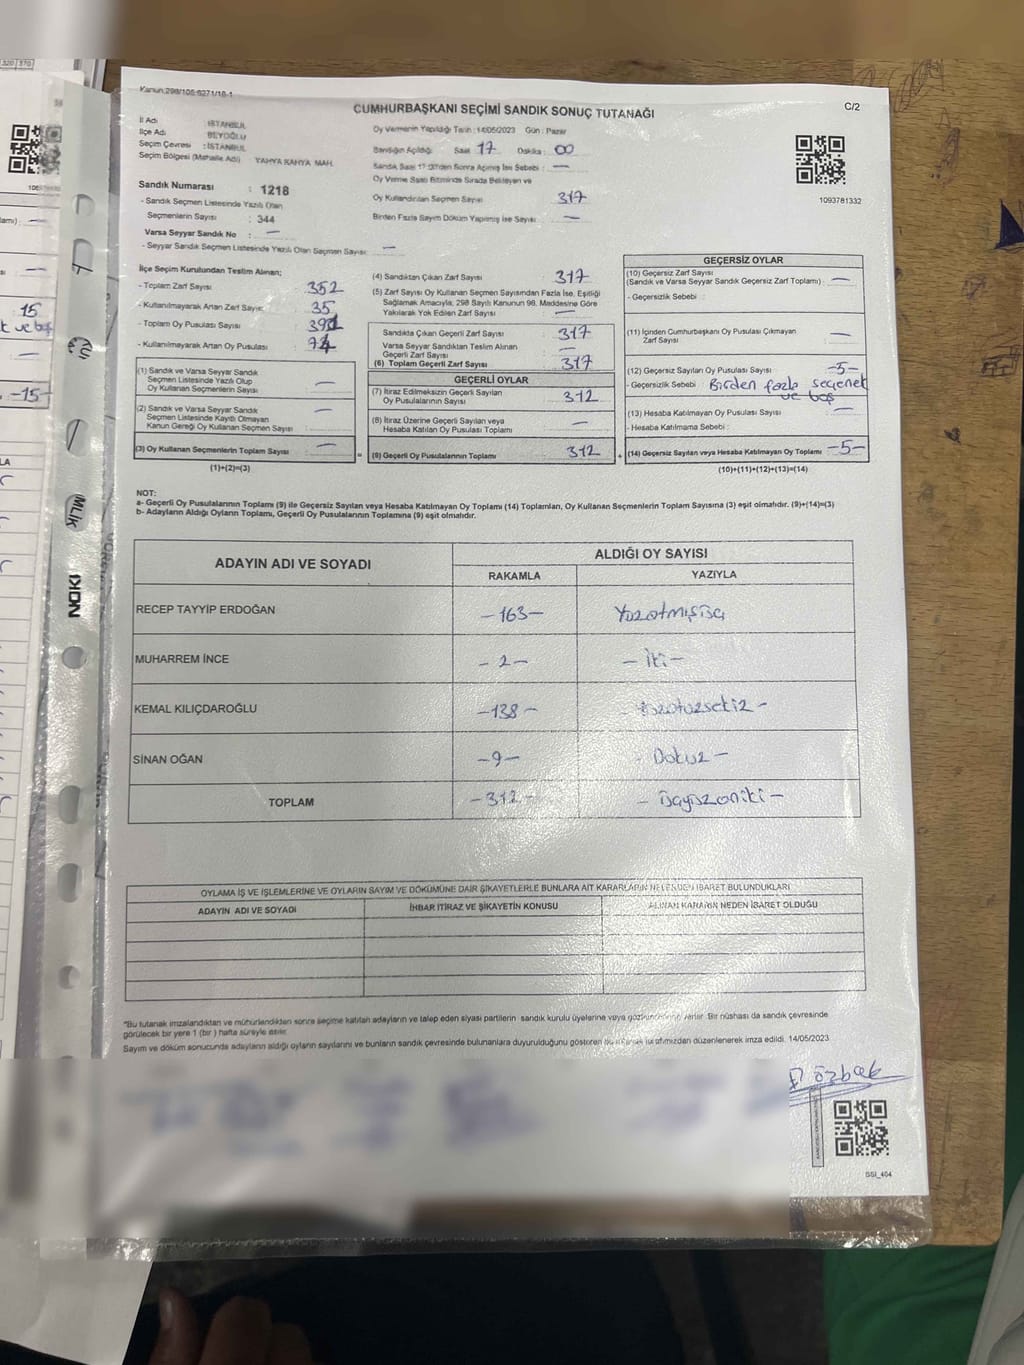 Kanun:298/105-6271/18-1
CUMHURBAŞKANI SEÇİMİ SANDIK SONUÇ TUTANAĞI
C/2
İl Adı : İSTANBUL
İlçe Adı : BEYOĞLU
Seçim Çevresi : İSTANBUL
Seçim Bölgesi (Mahalle Adı) YAHYA KAHYA MAH.
Sandık Numarası : 1218
- Sandık Seçmen Listesinde Yazılı Olan
Seçmenlerin Sayısı : 344
Varsa Seyyar Sandık No : —
- Seyyar Sandık Seçmen Listesinde Yazılı Olan Seçmen Sayısı: —
Oy Vermenin Yapıldığı Tarih : 14/05/2023 Gün : Pazar
Sandığın Açıldığı Saat 17 Dakika : 00
Sandık Saat 17:00'den Sonra Açılmış İse Sebebi : —
Oy Verme Saati Bitiminde Sırada Bekleyen ve
Oy Kullandırılan Seçmen Sayısı 317
Birden Fazla Sayım Döküm Yapılmış İse Sayısı : —
1093781332
İlçe Seçim Kurulundan Teslim Alınan;
- Toplam Zarf Sayısı : 352
- Kullanılmayarak Artan Zarf Sayısı : 35
- Toplam Oy Pusulası Sayısı
- Kullanılmayarak Artan Oy Pusulası :
(1) Sandık ve Varsa Seyyar Sandık
Seçmen Listesinde Yazılı Olup
Oy Kullanan Seçmenlerin Sayısı —
(2) Sandık ve Varsa Seyyar Sandık
Seçmen Listesinde Kayıtlı Olmayan
Kanun Gereği Oy Kullanan Seçmen Sayısı —
(3) Oy Kullanan Seçmenlerin Toplam Sayısı —
(1)+(2)=(3)
(4) Sandıktan Çıkan Zarf Sayısı 317
(5) Zarf Sayısı Oy Kullanan Seçmen Sayısından Fazla İse, Eşitliği
Sağlamak Amacıyla, 298 Sayılı Kanunun 98. Maddesine Göre
Yakılarak Yok Edilen Zarf Sayısı —
Sandıkta Çıkan Geçerli Zarf Sayısı 317
Varsa Seyyar Sandıktan Teslim Alınan
Geçerli Zarf Sayısı —
(6) Toplam Geçerli Zarf Sayısı 317
GEÇERLİ OYLAR
(7) İtiraz Edilmeksizin Geçerli Sayılan
Oy Pusulalarının Sayısı 312
(8) İtiraz Üzerine Geçerli Sayılan veya
Hesaba Katılan Oy Pusulası Toplamı —
= (9) Geçerli Oy Pusulalarının Toplamı 312 +
GEÇERSİZ OYLAR
(10) Geçersiz Zarf Sayısı
(Sandık ve Varsa Seyyar Sandık Geçersiz Zarf Toplamı) : —
- Geçersizlik Sebebi :
(11) İçinden Cumhurbaşkanı Oy Pusulası Çıkmayan
Zarf Sayısı —
(12) Geçersiz Sayılan Oy Pusulası Sayısı -5-
- Geçersizlik Sebebi : Birden fazla seçenek
ve boş
(13) Hesaba Katılmayan Oy Pusulası Sayısı —
- Hesaba Katılmama Sebebi :
(14) Geçersiz Sayılan veya Hesaba Katılmayan Oy Toplamı -5-
(10)+(11)+(12)+(13)=(14)
NOT:
a- Geçerli Oy Pusulalarının Toplamı (9) ile Geçersiz Sayılan veya Hesaba Katılmayan Oy Toplamı (14) Toplamları, Oy Kullanan Seçmenlerin Toplam Sayısına (3) eşit olmalıdır. (9)+(14)=(3)
b- Adayların Aldığı Oyların Toplamı, Geçerli Oy Pusulalarının Toplamına (9) eşit olmalıdır.
ADAYIN ADI VE SOYADI
ALDIĞI OY SAYISI
RAKAMLA YAZIYLA
RECEP TAYYİP ERDOĞAN -163- Yüzatmışüç
MUHARREM İNCE -2- -İki-
KEMAL KILIÇDAROĞLU -138- Yüzotuzsekiz-
SİNAN OĞAN -9- -Dokuz-
TOPLAM -312- -üçyüzoniki-
OYLAMA İŞ VE İŞLEMLERİNE VE OYLARIN SAYIM VE DÖKÜMÜNE DAİR ŞİKAYETLERLE BUNLARA AİT KARARLARIN NELERDEN İBARET BULUNDUKLARI
ADAYIN ADI VE SOYADI İHBAR İTİRAZ VE ŞİKAYETİN KONUSU ALINAN KARARIN NEDEN İBARET OLDUĞU
*Bu tutanak imzalandıktan ve mühürlendikten sonra seçime katılan adayların ve talep eden siyasi partilerin sandık kurulu üyelerine veya gözlemcilerine verilir. Bir nüshası da sandık çevresinde
görülecek bir yere 1 (bir) hafta süreyle asılır.
Sayım ve döküm sonucunda adayların aldığı oyların sayılarını ve bunların sandık çevresinde bulunanlara duyurulduğunu gösteren bu tutanak tarafımızdan düzenlenerek imza edildi. 14/05/2023
özbek
SSI_404